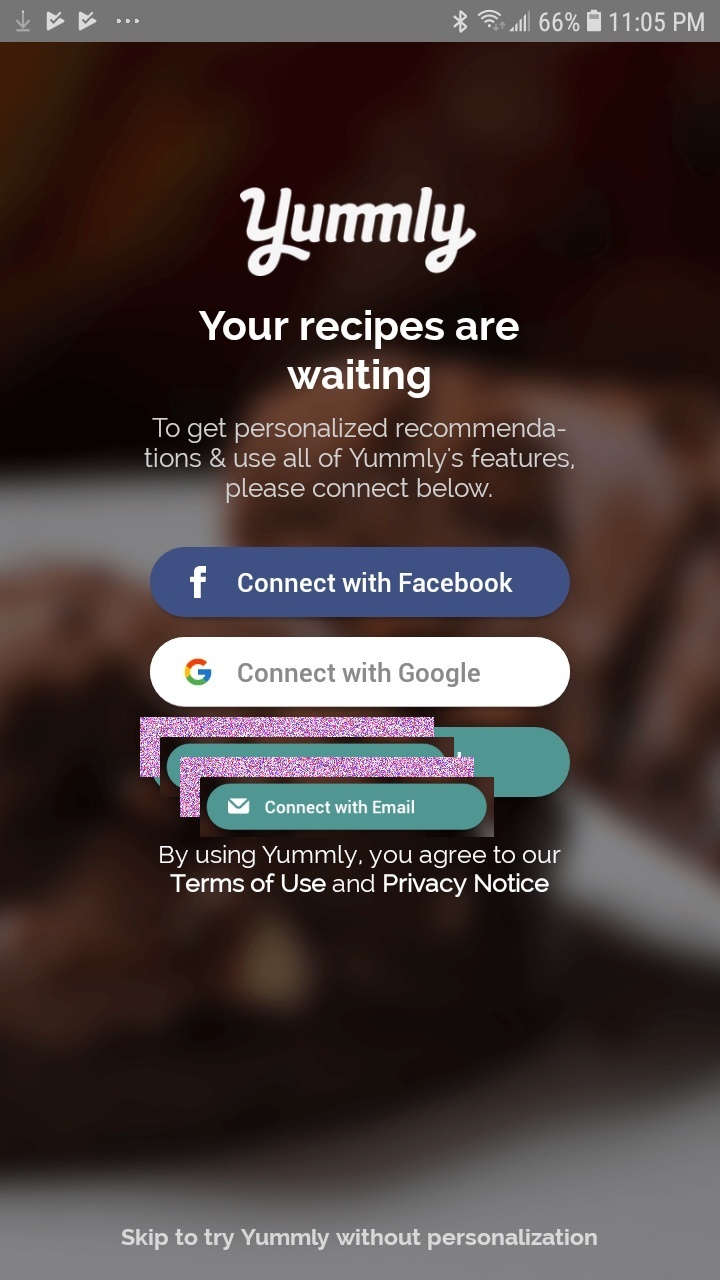 66% 11:05 PM
Yummly
Your recipes are
waiting
To get personalized recommenda-
tions & use all of Yummly's features,
please connect below.
f Connect with Facebook
G Connect with Google
Connect with Email
By using Yummly, you agree to our
Terms of Use and Privacy Notice
Skip to try Yummly without personalization